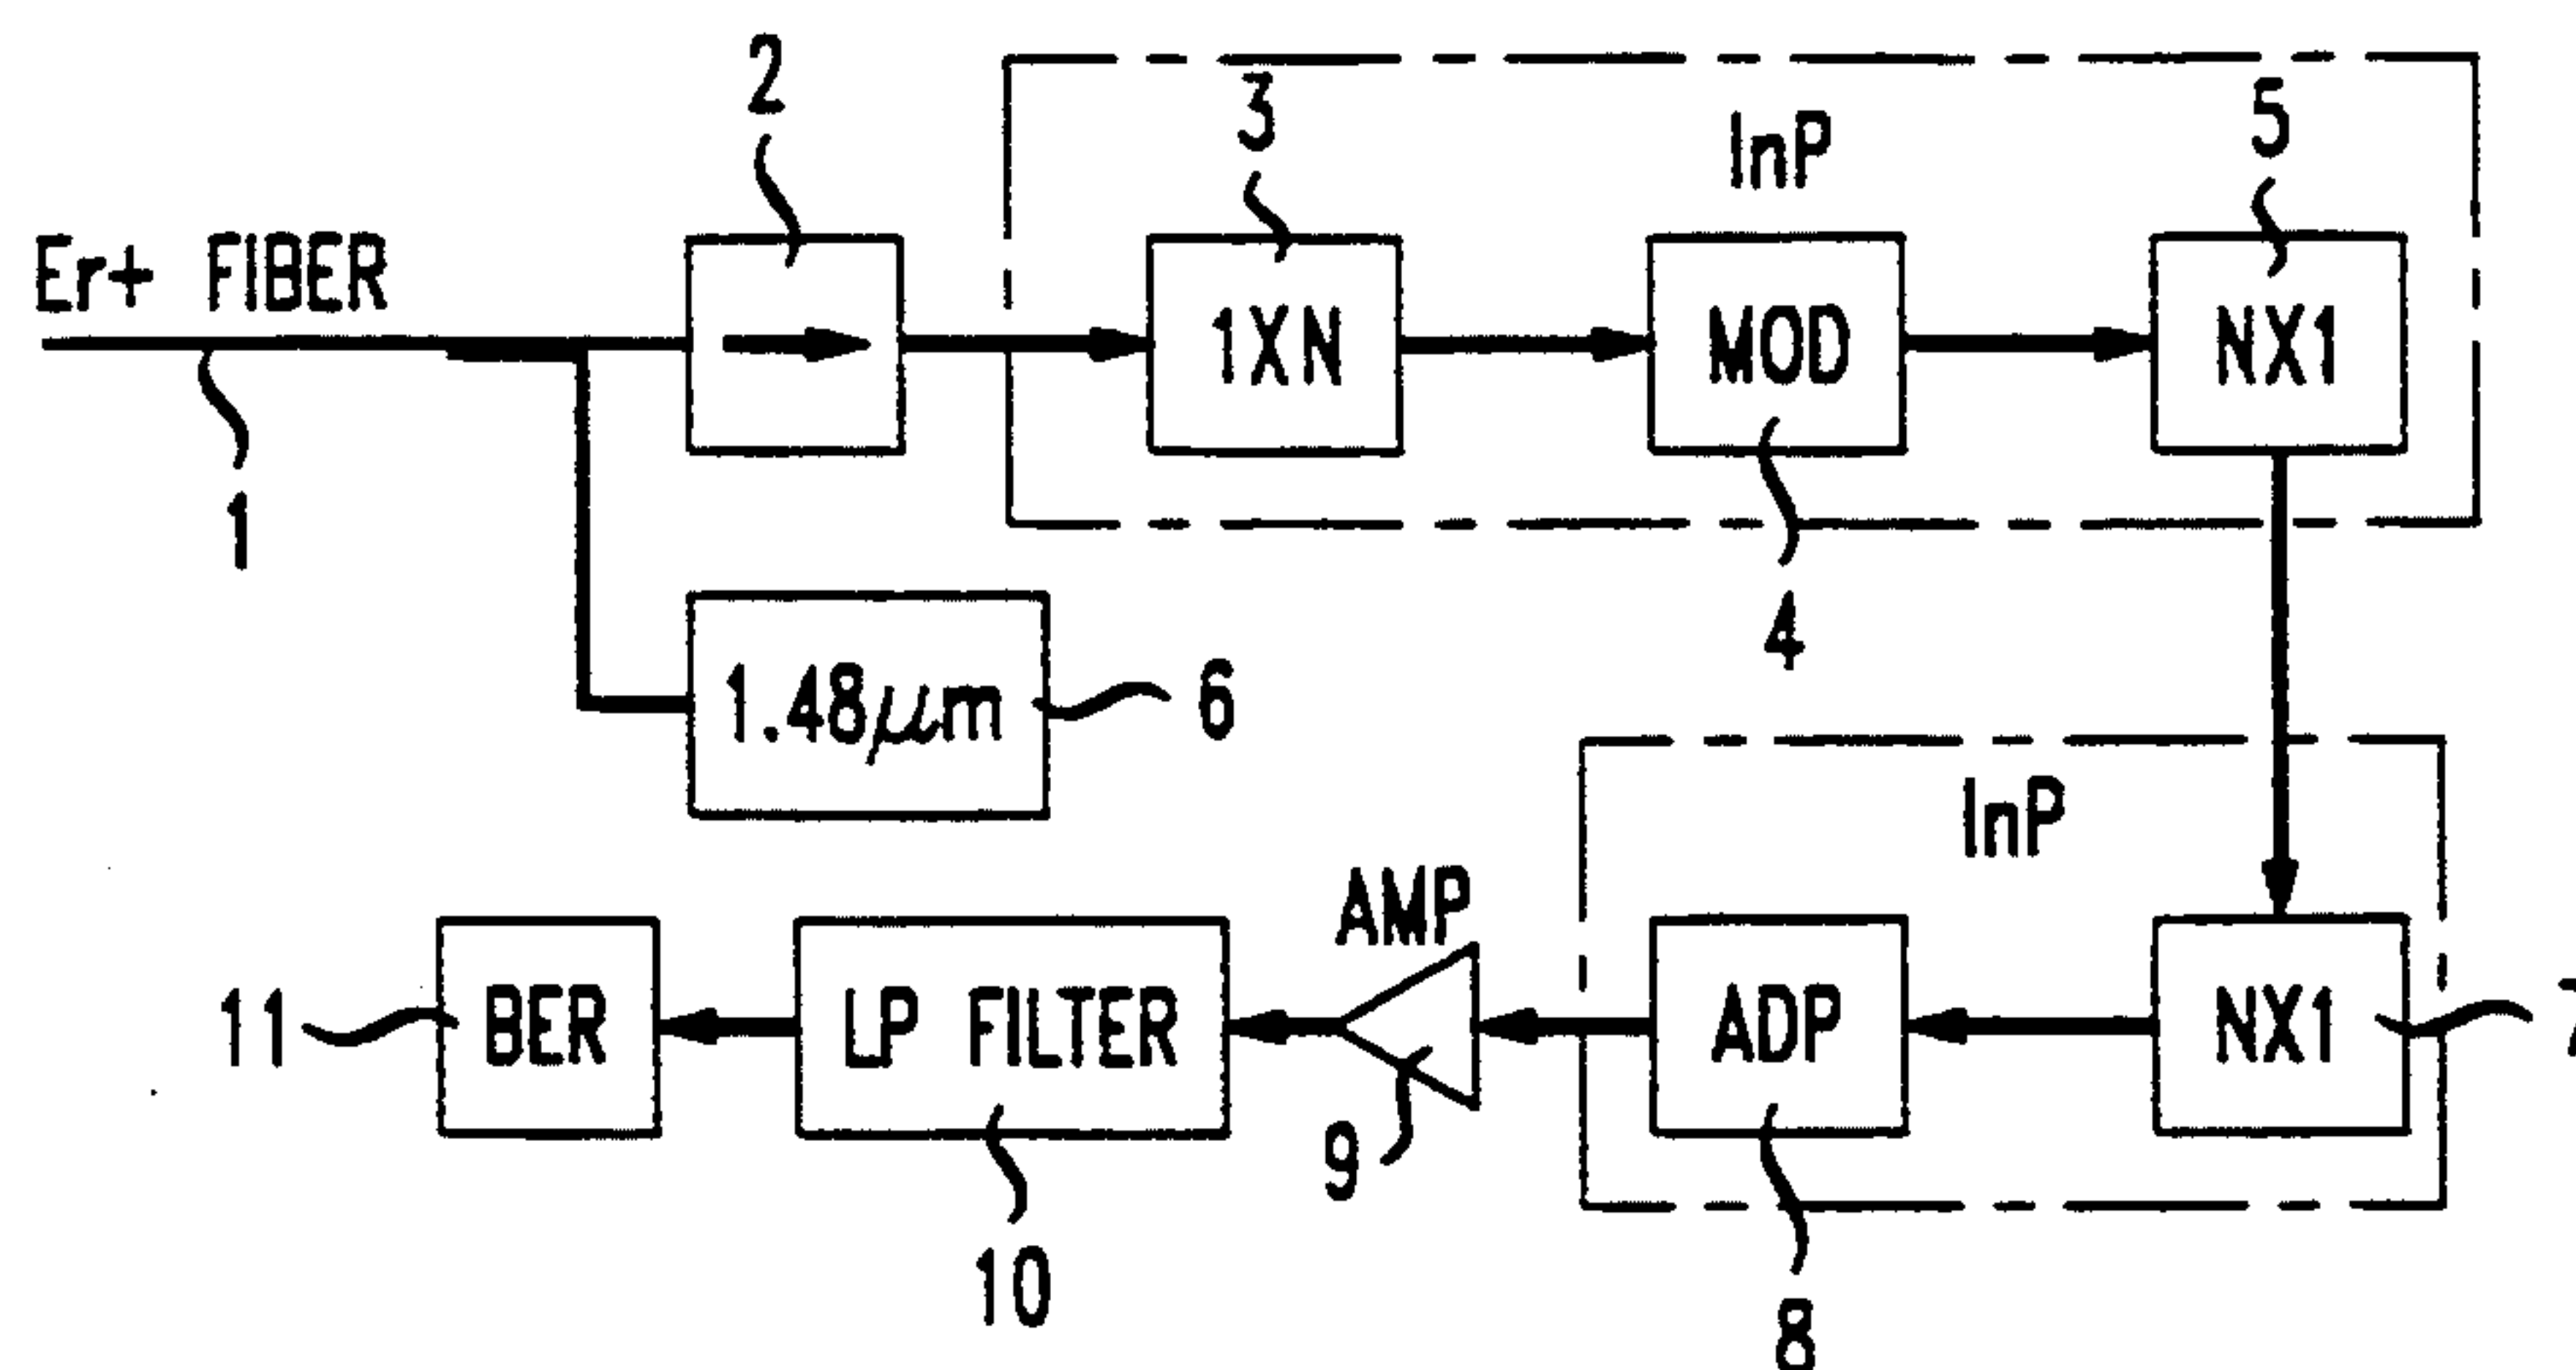 2
3
InP
5
Er+ FIBER
1XN
MOD
NX1
1
4
1.48μm
6
InP
AMP
11
BER
LP FILTER
ADP
NX1
7
9
10
8